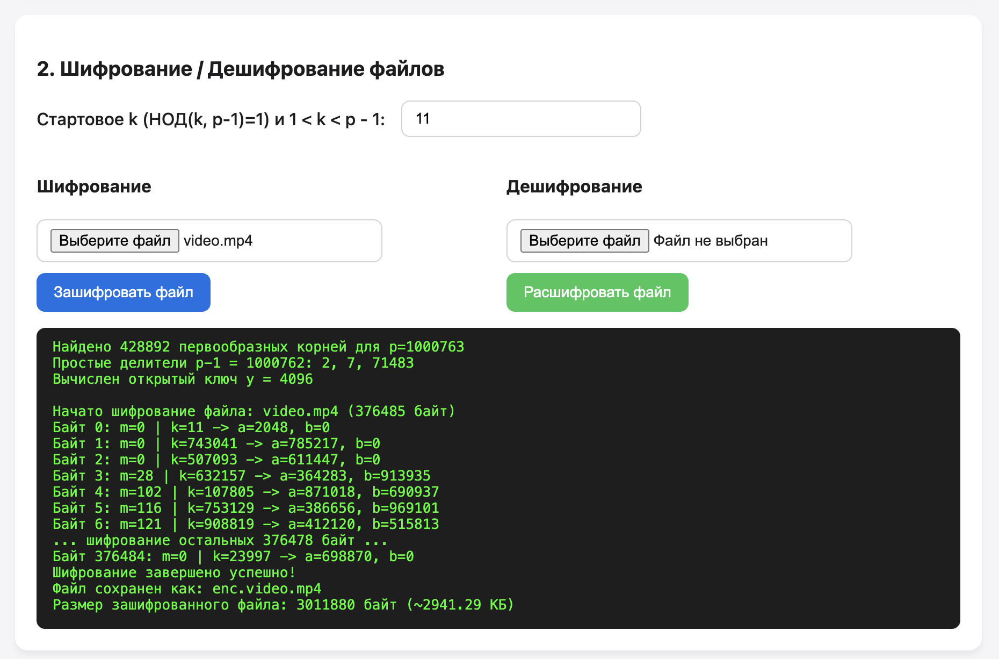 2. Шифрование / Дешифрование файлов
Стартовое k (НОД(k, p-1)=1) и 1 < k < p - 1:
11
Шифрование
Дешифрование
Выберите файл video.mp4
Выберите файл Файл не выбран
Зашифровать файл
Расшифровать файл
Найдено 428892 первообразных корней для p=1000763
Простые делители p-1 = 1000762: 2, 7, 71483
Вычислен открытый ключ y = 4096
Начато шифрование файла: video.mp4 (376485 байт)
Байт 0: m=0 | k=11 -> a=2048, b=0
Байт 1: m=0 | k=743041 -> a=785217, b=0
Байт 2: m=0 | k=507093 -> a=611447, b=0
Байт 3: m=28 | k=632157 -> a=364283, b=913935
Байт 4: m=102 | k=107805 -> a=871018, b=690937
Байт 5: m=116 | k=753129 -> a=386656, b=969101
Байт 6: m=121 | k=908819 -> a=412120, b=515813
... шифрование остальных 376478 байт ...
Байт 376484: m=0 | k=23997 -> a=698870, b=0
Шифрование завершено успешно!
Файл сохранен как: enc.video.mp4
Размер зашифрованного файла: 3011880 байт (~2941.29 КБ)